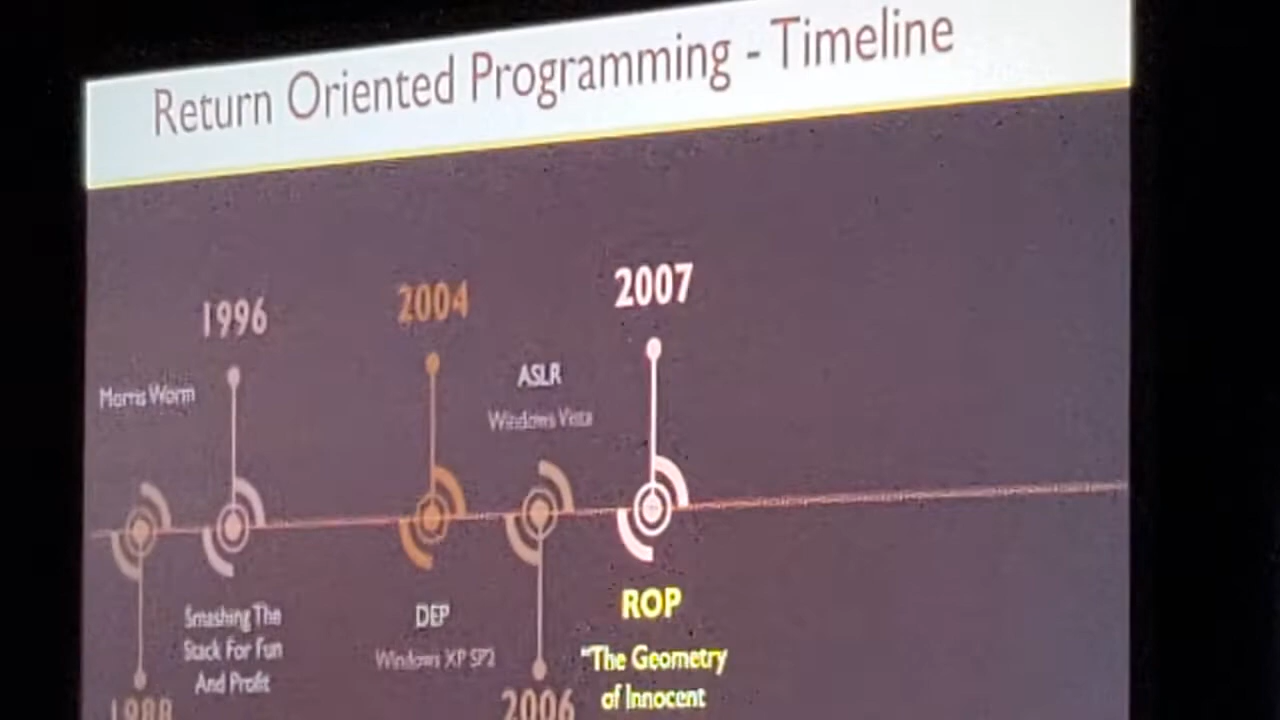 Return Oriented Programming - Timeline
1996
2004
2007
Morris Worm
ASLR
Windows Vista
Smashing The
Stack For Fun
And Profit
DEP
Windows XP SP2
ROP
"The Geometry
of Innocent
1988
2006